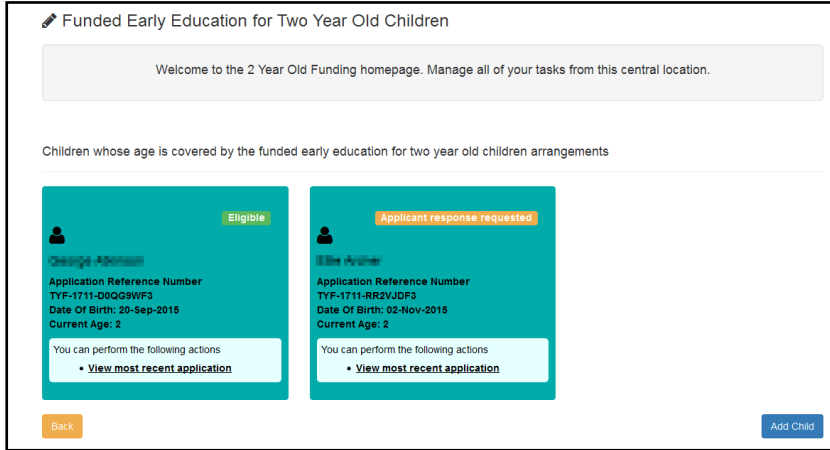 Funded Early Education for Two Year Old Children
Welcome to the 2 Year Old Funding homepage. Manage all of your tasks from this central location.
Children whose age is covered by the funded early education for two year old children arrangements
Eligible
Application Reference Number
TYF-1711-D0QG9WF3
Date Of Birth: 20-Sep-2015
Current Age: 2
You can perform the following actions
• View most recent application
Applicant response requested
Application Reference Number
TYF-1711-RR2VJDF3
Date Of Birth: 02-Nov-2015
Current Age: 2
You can perform the following actions
• View most recent application
Back
Add Child